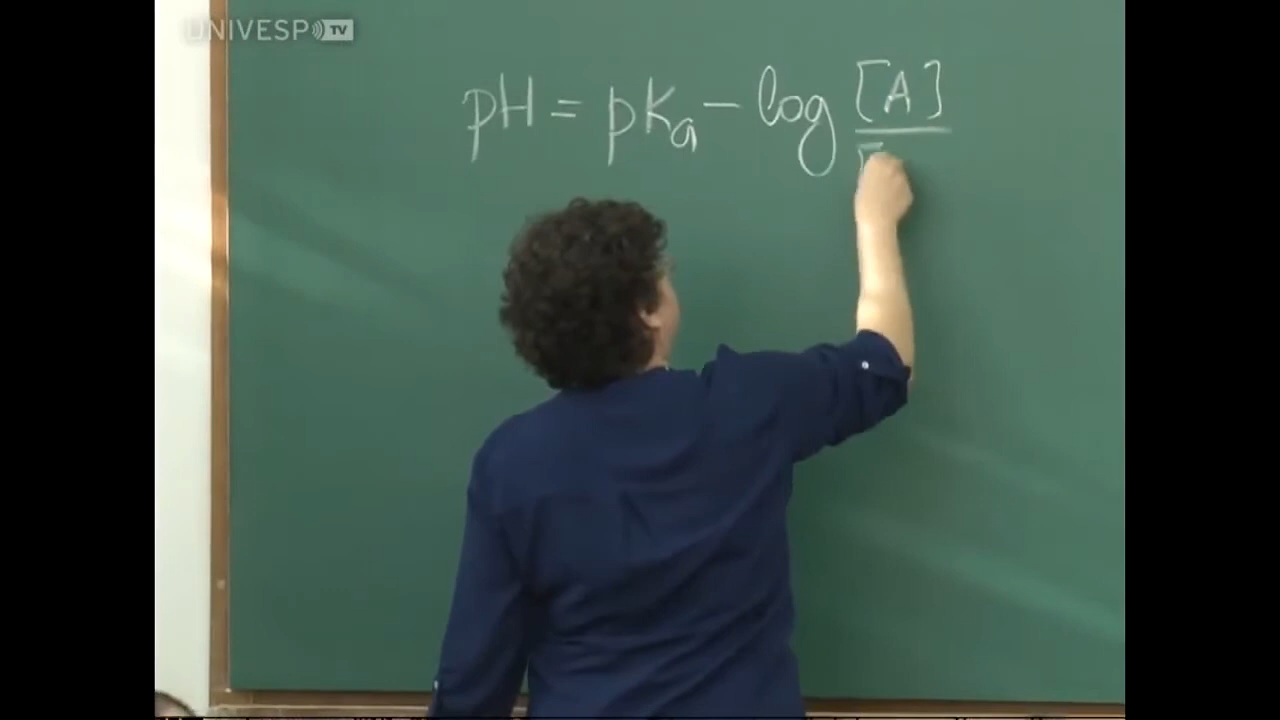 UNIVESP TV
pH = pKa - log [A]
[